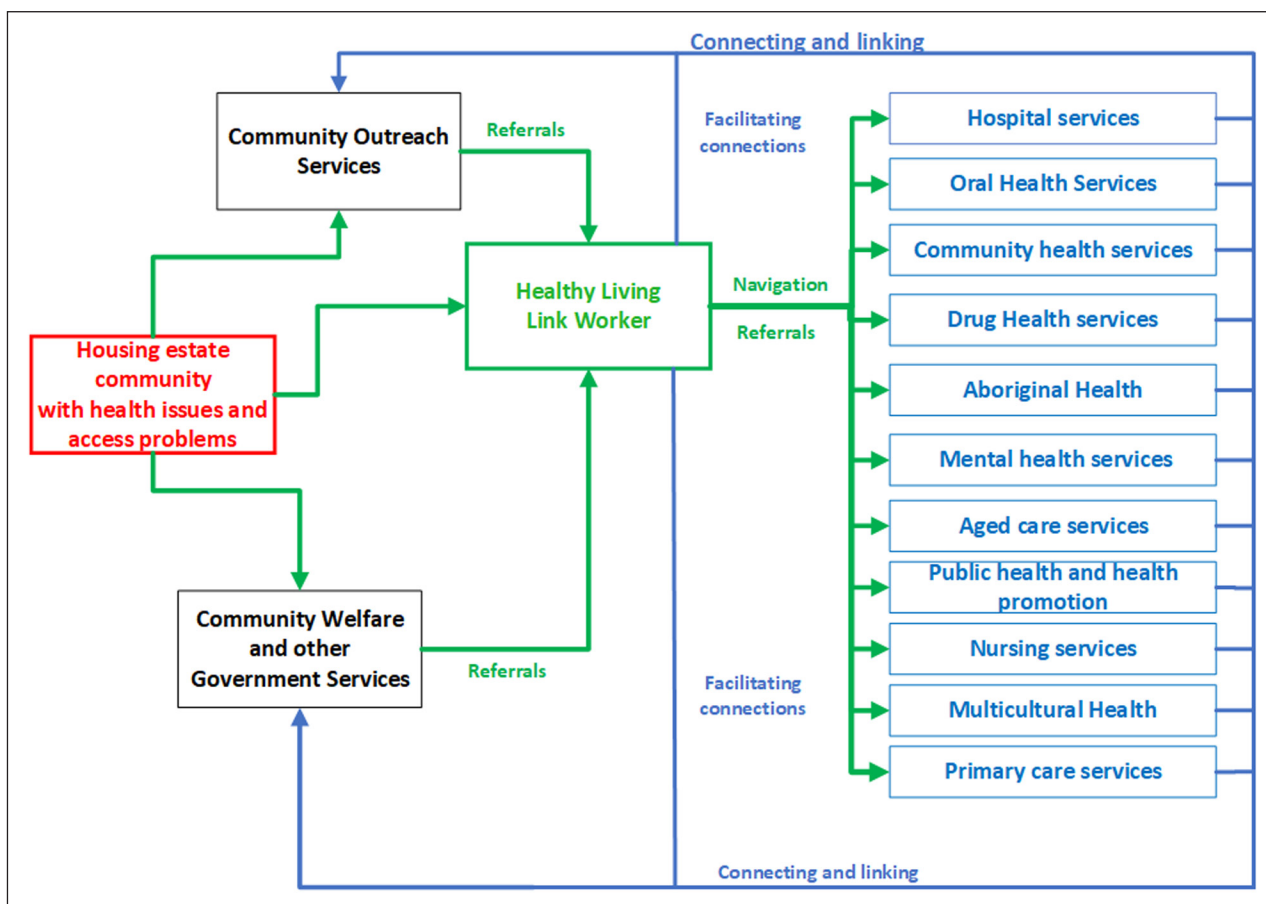 Connecting and linking
Community Outreach
Services
Referrals
Facilitating
connections
Hospital services
Oral Health Services
Community health services
Healthy Living
Link Worker
Navigation
Referrals
Drug Health services
Housing estate
community
with health issues and
access problems
Aboriginal Health
Mental health services
Aged care services
Public health and health
promotion
Community Welfare
and other
Government Services
Referrals
Nursing services
Facilitating
connections
Multicultural Health
Primary care services
Connecting and linking